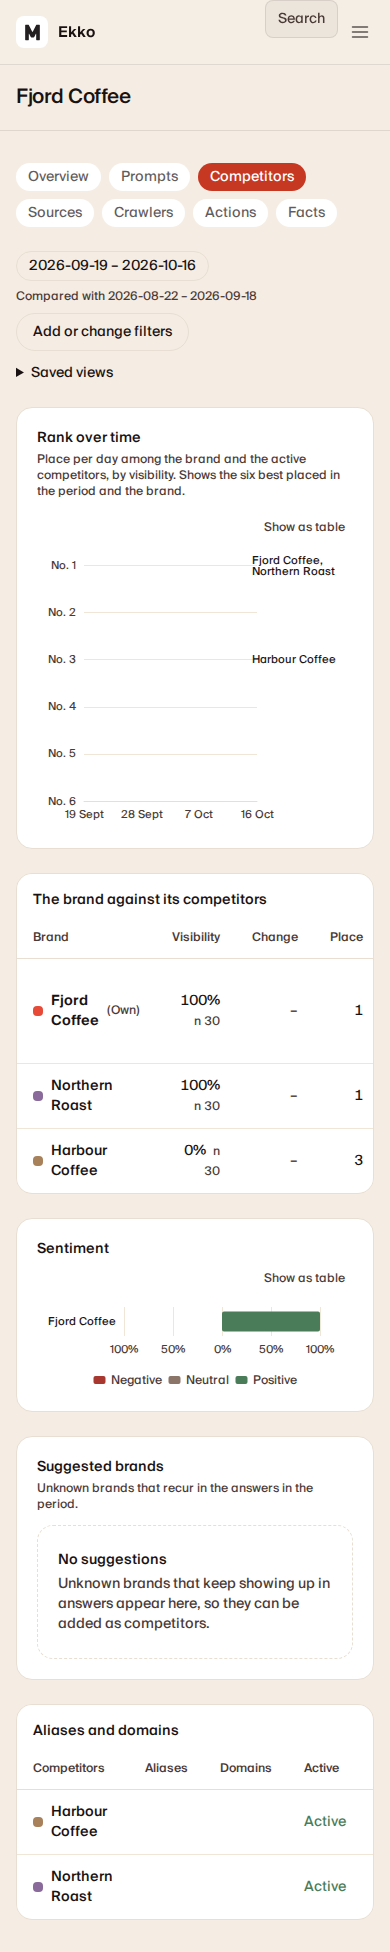 M Ekko
Search
Fjord Coffee
Overview Prompts Competitors
Sources Crawlers Actions Facts
2026-09-19 – 2026-10-16
Compared with 2026-08-22 – 2026-09-18
Add or change filters
Saved views
Rank over time
Place per day among the brand and the active
competitors, by visibility. Shows the six best placed in
the period and the brand.
Show as table
No. 1
Fjord Coffee,
Northern Roast
No. 2
No. 3
Harbour Coffee
No. 4
No. 5
No. 6
19 Sept 28 Sept 7 Oct 16 Oct
The brand against its competitors
Brand Visibility Change Place
Fjord
Coffee
(Own)
100%
n 30
– 1
Northern
Roast
100%
n 30
– 1
Harbour
Coffee
0% n
30
– 3
Sentiment
Show as table
Fjord Coffee
100% 50% 0% 50% 100%
Negative Neutral Positive
Suggested brands
Unknown brands that recur in the answers in the
period.
No suggestions
Unknown brands that keep showing up in
answers appear here, so they can be
added as competitors.
Aliases and domains
Competitors Aliases Domains Active
Harbour
Coffee
Active
Northern
Roast
Active